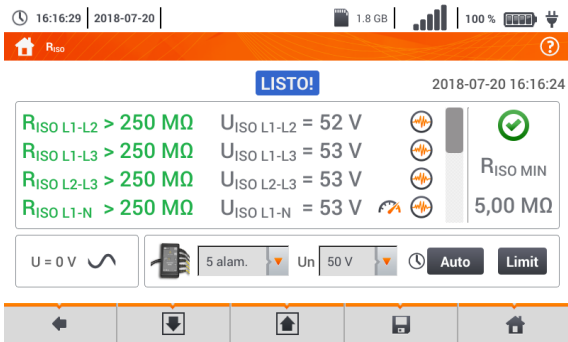 16:16:29 2018-07-20 1.8 GB 100 %
RISO ?
LISTO! 2018-07-20 16:16:24
RISO L1-L2 > 250 MΩ UISO L1-L2 = 52 V
RISO L1-L3 > 250 MΩ UISO L1-L3 = 53 V
RISO L2-L3 > 250 MΩ UISO L2-L3 = 53 V
RISO L1-N > 250 MΩ UISO L1-N = 53 V
RISO MIN
5,00 MΩ
U = 0 V 5 alam. Un 50 V Auto Limit